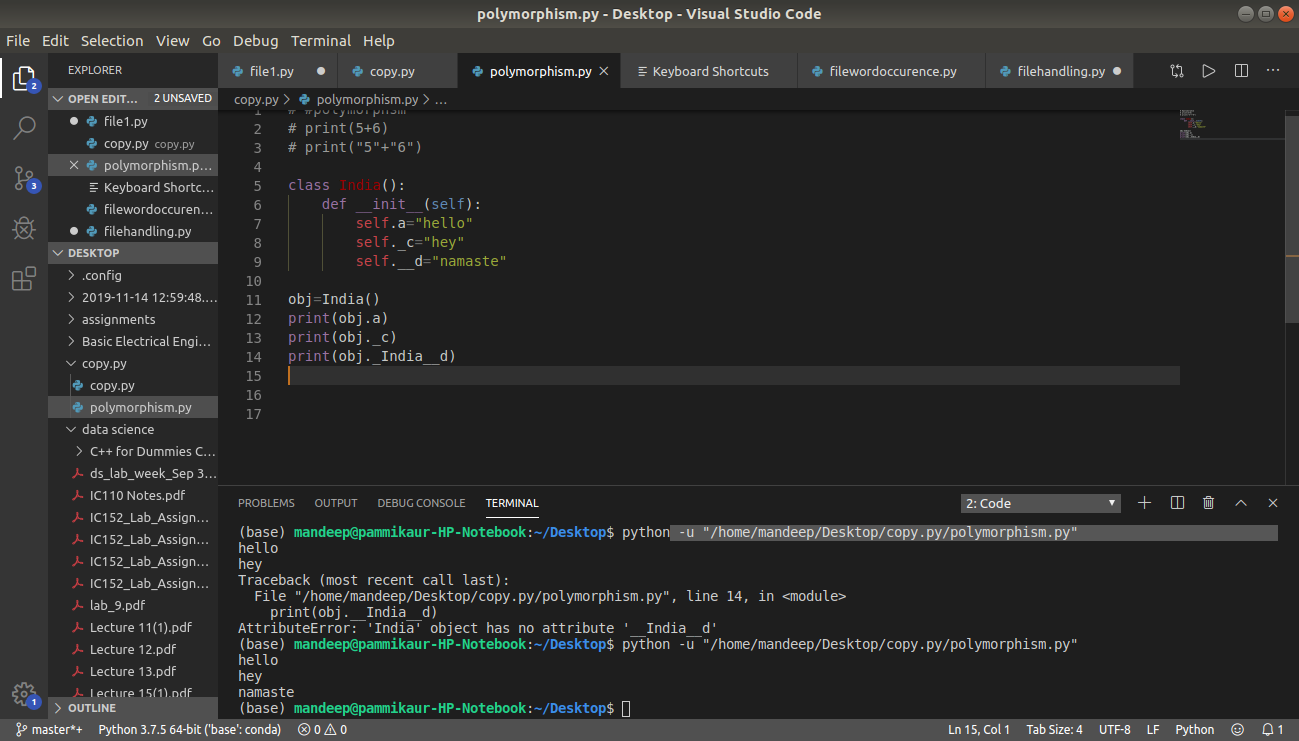 polymorphism.py - Desktop - Visual Studio Code
File Edit Selection View Go Debug Terminal Help
EXPLORER
file1.py
copy.py
polymorphism.py
Keyboard Shortcuts
filewordoccurence.py
filehandling.py
OPEN EDIT... 2 UNSAVED
file1.py
copy.py copy.py
polymorphism.p...
Keyboard Shortc...
filewordoccuren...
filehandling.py
DESKTOP
.config
2019-11-14 12:59:48....
assignments
Basic Electrical Engi...
copy.py
copy.py
polymorphism.py
data science
C++ for Dummies C...
ds_lab_week_Sep 3...
IC110 Notes.pdf
IC152_Lab_Assign...
IC152_Lab_Assign...
IC152_Lab_Assign...
IC152_Lab_Assign...
lab_9.pdf
Lecture 11(1).pdf
Lecture 12.pdf
Lecture 13.pdf
Lecture 15(1).pdf
OUTLINE
2
3
1
copy.py > polymorphism.py > ...
1 # #polymorphsm
2 # print(5+6)
3 # print("5"+"6")
4
5 class India():
6 def __init__(self):
7 self.a="hello"
8 self._c="hey"
9 self.__d="namaste"
10
11 obj=India()
12 print(obj.a)
13 print(obj._c)
14 print(obj._India__d)
15
16
17
PROBLEMS OUTPUT DEBUG CONSOLE TERMINAL
2: Code
(base) mandeep@pammikaur-HP-Notebook:~/Desktop$ python -u "/home/mandeep/Desktop/copy.py/polymorphism.py"
hello
hey
Traceback (most recent call last):
File "/home/mandeep/Desktop/copy.py/polymorphism.py", line 14, in <module>
print(obj.__India__d)
AttributeError: 'India' object has no attribute '__India__d'
(base) mandeep@pammikaur-HP-Notebook:~/Desktop$ python -u "/home/mandeep/Desktop/copy.py/polymorphism.py"
hello
hey
namaste
(base) mandeep@pammikaur-HP-Notebook:~/Desktop$
master*+ Python 3.7.5 64-bit ('base': conda) 0 0 Ln 15, Col 1 Tab Size: 4 UTF-8 LF Python 1